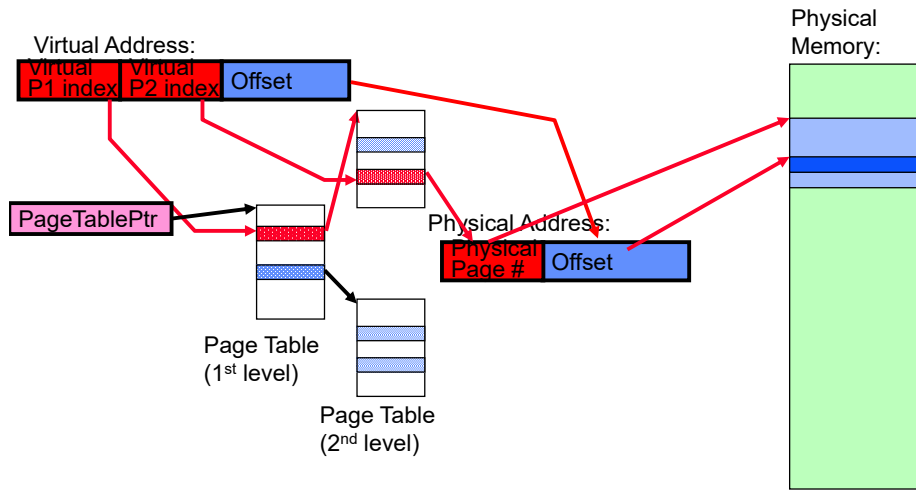 Physical
Memory:
Virtual Address:
Virtual
P1 index
Virtual
P2 index
Offset
PageTablePtr
Physical Address:
Physical
Page #
Offset
Page Table
(1st level)
Page Table
(2nd level)